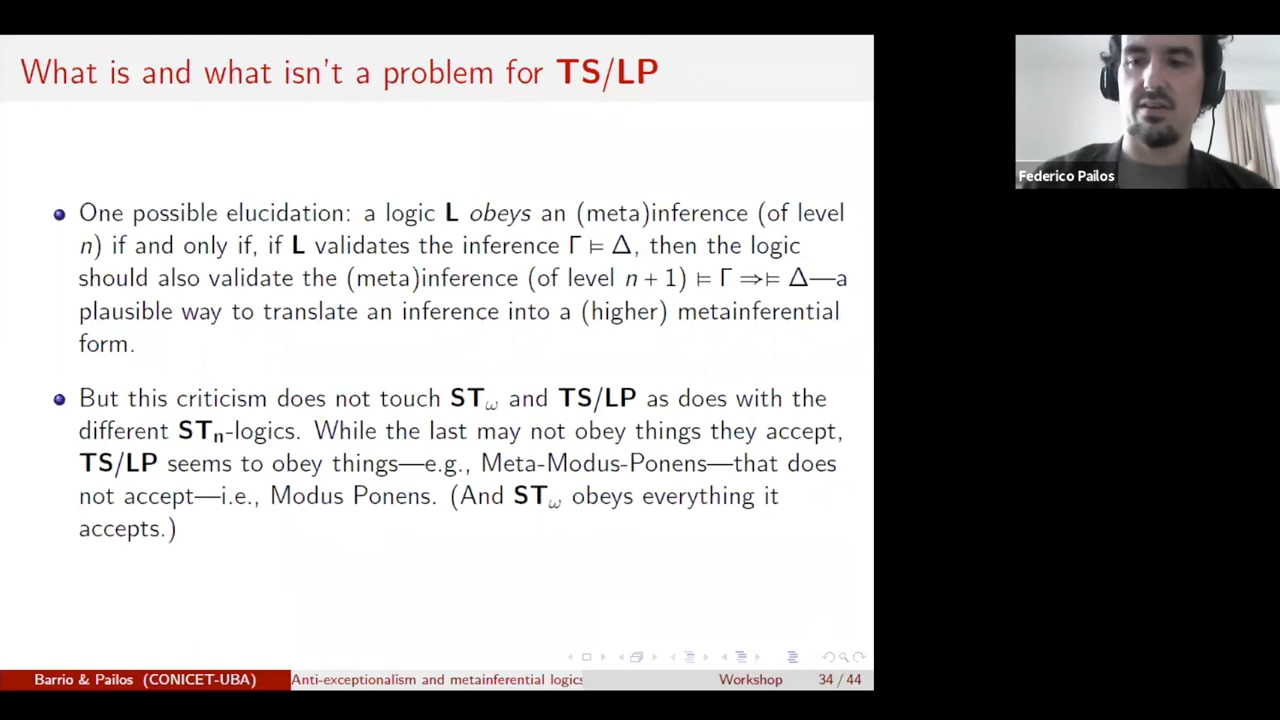 What is and what isn't a problem for TS/LP
One possible elucidation: a logic L obeys an (meta)inference (of level
n) if and only if, if L validates the inference Γ ⊨ Δ, then the logic
should also validate the (meta)inference (of level n + 1) ⊨ Γ ⇒⊨ Δ—a
plausible way to translate an inference into a (higher) metainferential
form.
But this criticism does not touch STω and TS/LP as does with the
different STn-logics. While the last may not obey things they accept,
TS/LP seems to obey things—e.g., Meta-Modus-Ponens—that does
not accept—i.e., Modus Ponens. (And STω obeys everything it
accepts.)
Barrio & Pailos (CONICET-UBA) Anti-exceptionalism and metainferential logics Workshop 34 / 44
Federico Pailos